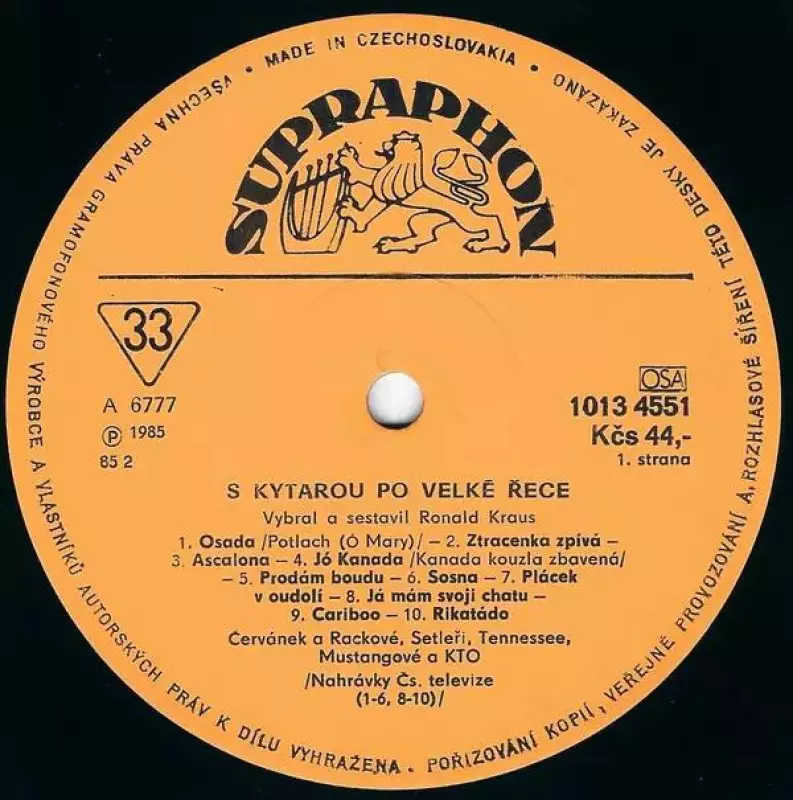 VŠECHNA PRÁVA GRAMOFONOVÉHO VÝROBCE A VLASTNÍKŮ AUTORSKÝCH PRÁV K DÍLU VYHRAŽENA. POŘIZOVÁNÍ KOPIÍ, VEŘEJNÉ PROVOZOVÁNÍ A ROZHLASOVÉ ŠÍŘENÍ TÉTO DESKY JE ZAKÁZÁNO
• MADE IN CZECHOSLOVAKIA •
SUPRAPHON
33
A 6777
Ⓟ 1985
85 2
OSA
1013 4551
Kčs 44,-
1. strana
S KYTAROU PO VELKÉ ŘECE
Vybral a sestavil Ronald Kraus
1. Osada /Potlach (Ó Mary)/ – 2. Ztracenka zpívá –
3. Ascalona – 4. Jó Kanada /Kanada kouzla zbavená/
– 5. Prodám boudu – 6. Sosna – 7. Plácek
v oudolí – 8. Já mám svoji chatu –
9. Cariboo – 10. Rikatádo
Červánek a Rackové, Setleři, Tennessee,
Mustangové a KTO
/Nahrávky Čs. televize
(1-6, 8-10)/